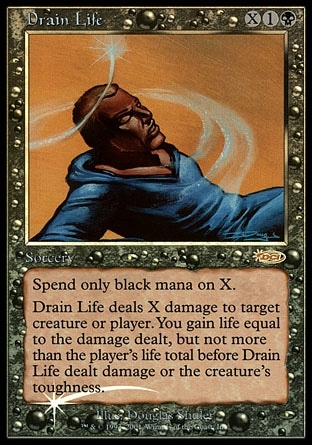 Drain Life X 1
Sorcery
Spend only black mana on X.
Drain Life deals X damage to target
creature or player. You gain life equal
to the damage dealt, but not more
than the player's life total before Drain
Life dealt damage or the creature's
toughness.
Illus. Douglas Shuler